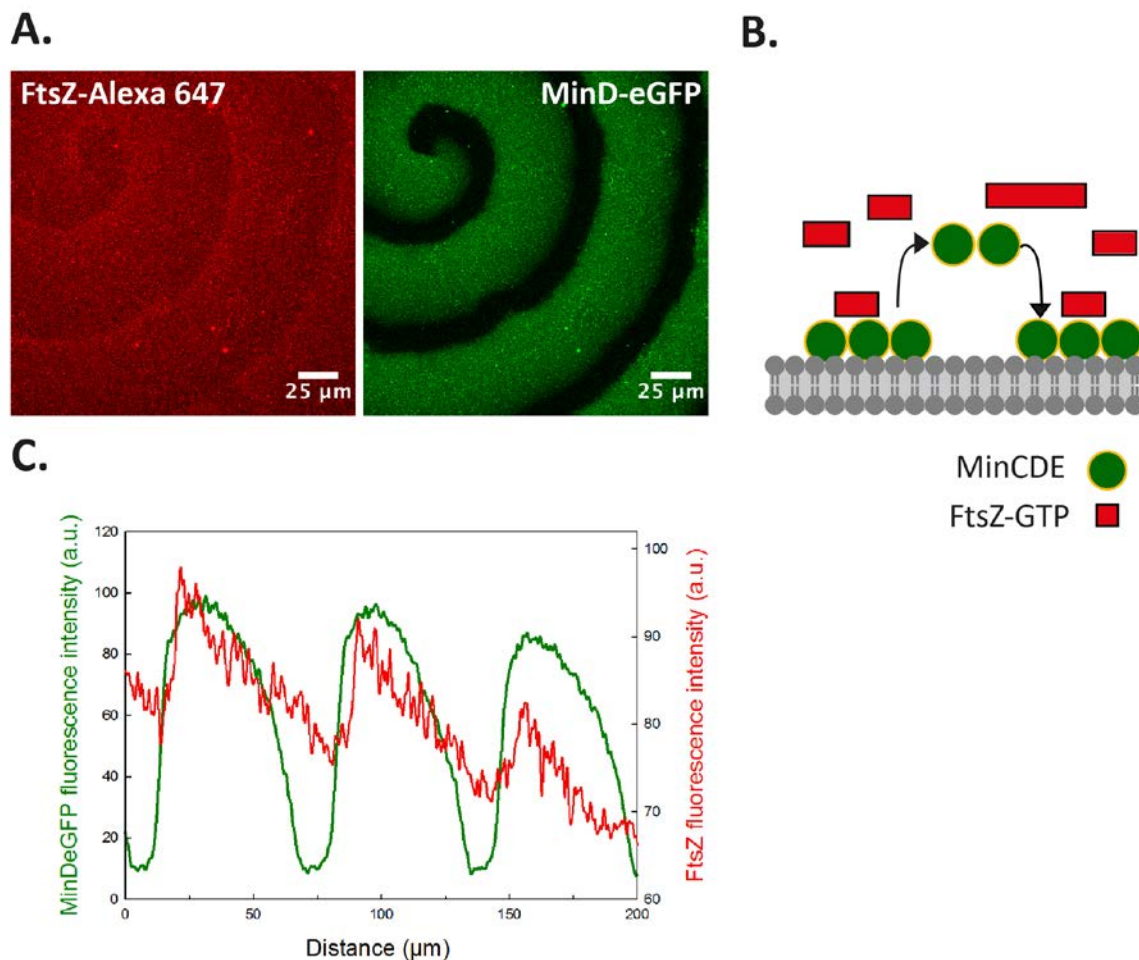 A.
B.
FtsZ-Alexa 647
MinD-eGFP
25 µm
25 µm
MinCDE
FtsZ-GTP
C.
MinDeGFP fluorescence intensity (a.u.)
120
100
80
60
40
20
0
0
50
100
150
200
Distance (µm)
100
90
80
70
60
FtsZ fluorescence intensity (a.u.)